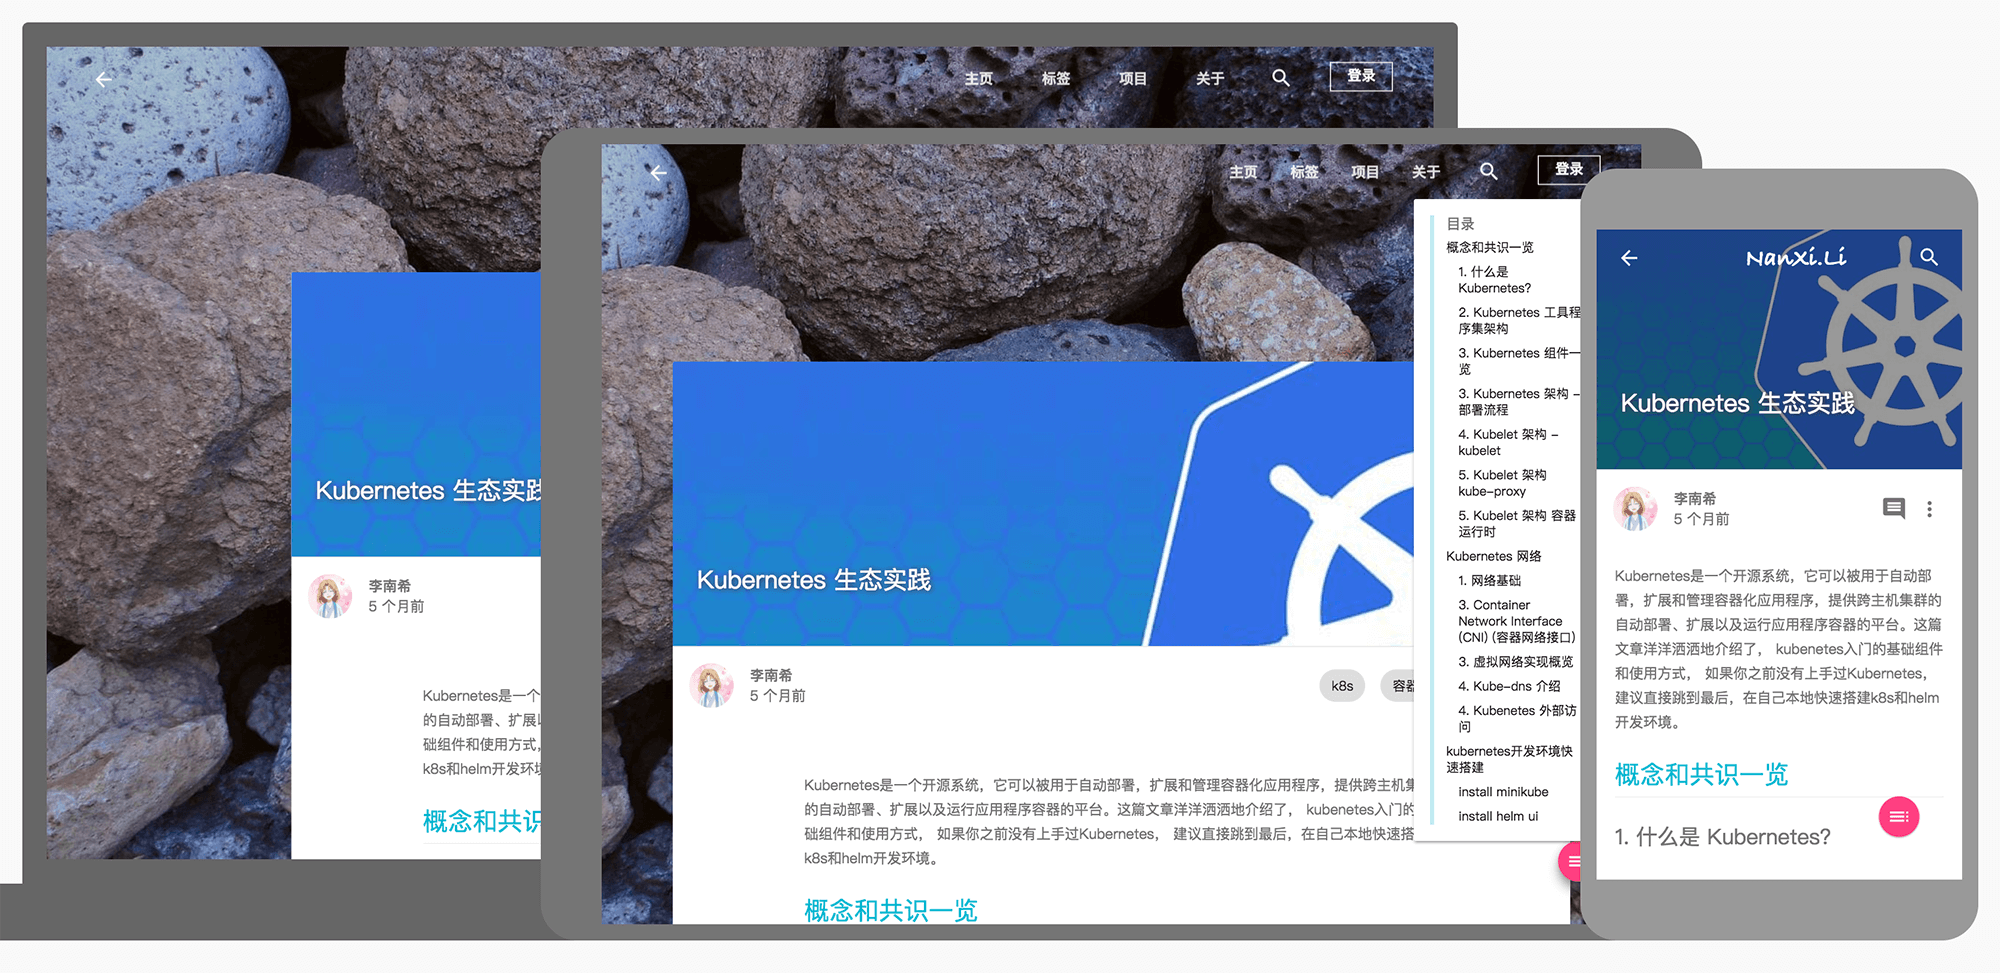 主页 标签 项目 关于 登录
Kubernetes 生态实践
李南希
5 个月前
Kubernetes是一个
的自动部署、扩展
础组件和使用方式，
k8s和helm开发环
概念和共识
主页 标签 项目 关于 登录
Kubernetes 生态实践
李南希
5 个月前
k8s 容器
Kubernetes是一个开源系统，它可以被用于自动部署，扩展和管理容器化应用程序，提供跨主机集
的自动部署、扩展以及运行应用程序容器的平台。这篇文章洋洋洒洒地介绍了， kubenetes入门的
础组件和使用方式， 如果你之前没有上手过Kubernetes， 建议直接跳到最后，在自己本地快速搭
k8s和helm开发环境。
概念和共识一览
目录
概念和共识一览
1. 什么是
Kubernetes?
2. Kubernetes 工具程
序集架构
3. Kubernetes 组件一
览
3. Kubernetes 架构 -
部署流程
4. Kubelet 架构 -
kubelet
5. Kubelet 架构
kube-proxy
5. Kubelet 架构 容器
运行时
Kubernetes 网络
1. 网络基础
3. Container
Network Interface
(CNI) (容器网络接口)
3. 虚拟网络实现概览
4. Kube-dns 介绍
4. Kubenetes 外部访
问
kubernetes开发环境快
速搭建
install minikube
install helm ui
NanXi.Li
Kubernetes 生态实践
李南希
5 个月前
Kubernetes是一个开源系统，它可以被用于自动部
署，扩展和管理容器化应用程序，提供跨主机集群的
自动部署、扩展以及运行应用程序容器的平台。这篇
文章洋洋洒洒地介绍了， kubenetes入门的基础组件
和使用方式， 如果你之前没有上手过Kubernetes，
建议直接跳到最后，在自己本地快速搭建k8s和helm
开发环境。
概念和共识一览
1. 什么是 Kubernetes?